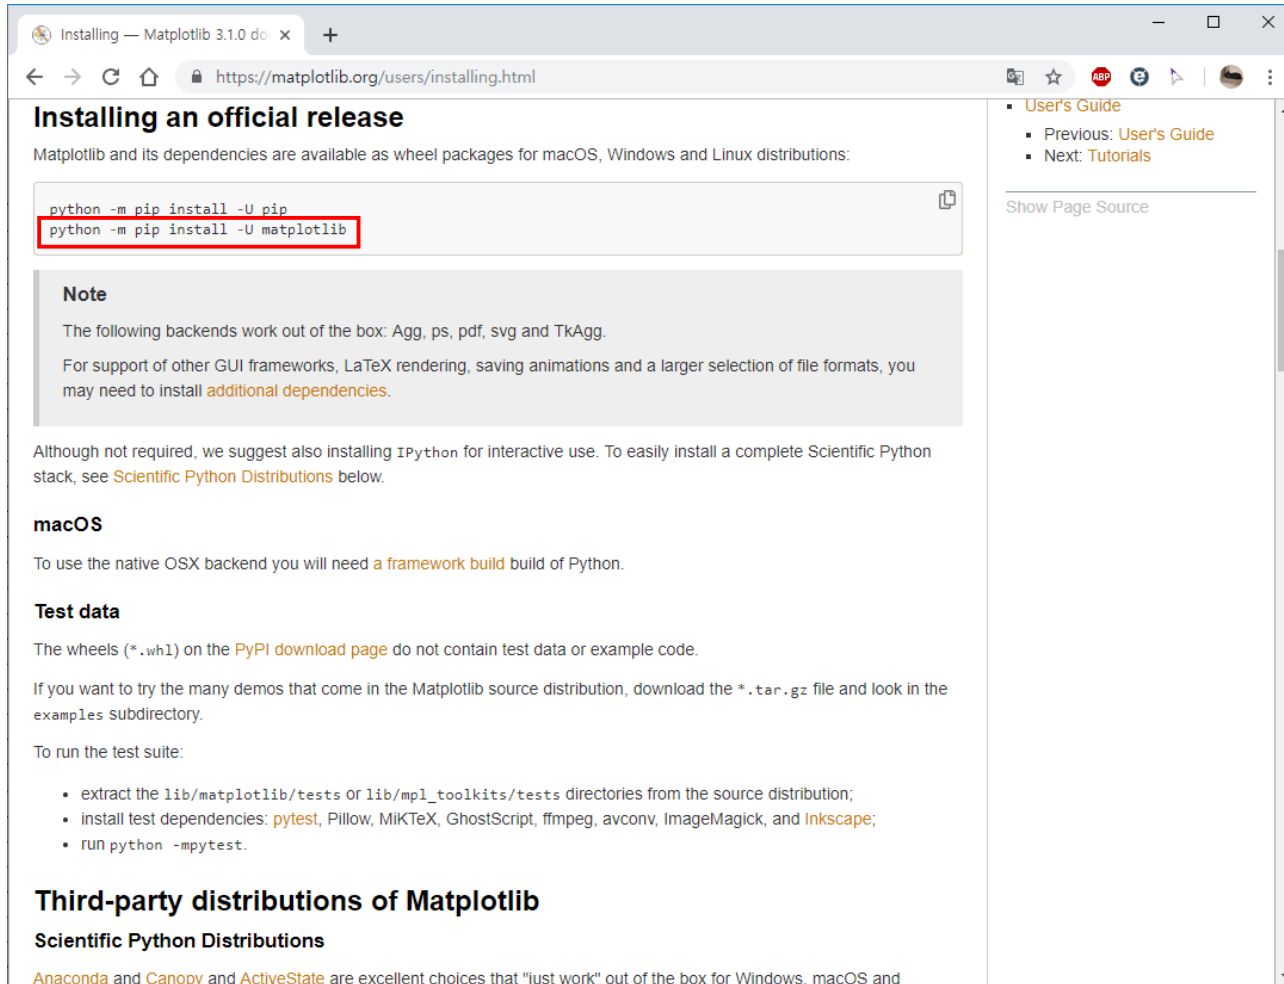 Installing — Matplotlib 3.1.0 do
https://matplotlib.org/users/installing.html
ABP
Installing an official release
Matplotlib and its dependencies are available as wheel packages for macOS, Windows and Linux distributions:
python -m pip install -U pip
python -m pip install -U matplotlib
Note
The following backends work out of the box: Agg, ps, pdf, svg and TkAgg.
For support of other GUI frameworks, LaTeX rendering, saving animations and a larger selection of file formats, you
may need to install additional dependencies.
Although not required, we suggest also installing IPython for interactive use. To easily install a complete Scientific Python
stack, see Scientific Python Distributions below.
macOS
To use the native OSX backend you will need a framework build build of Python.
Test data
The wheels (*.whl) on the PyPI download page do not contain test data or example code.
If you want to try the many demos that come in the Matplotlib source distribution, download the *.tar.gz file and look in the
examples subdirectory.
To run the test suite:
• extract the lib/matplotlib/tests or lib/mpl_toolkits/tests directories from the source distribution;
• install test dependencies: pytest, Pillow, MiKTeX, GhostScript, ffmpeg, avconv, ImageMagick, and Inkscape;
• run python -mpytest.
Third-party distributions of Matplotlib
Scientific Python Distributions
Anaconda and Canopy and ActiveState are excellent choices that "just work" out of the box for Windows, macOS and
User's Guide
Previous: User's Guide
Next: Tutorials
Show Page Source